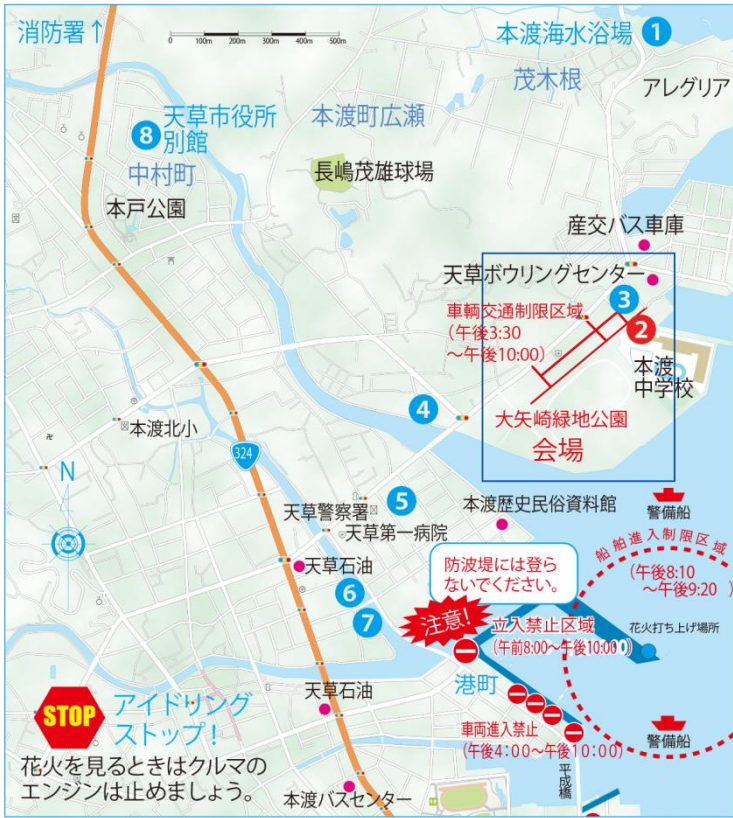 消防署↑
0 100m 200m 300m 400m 500m
本渡海水浴場 1
茂木根
アレグリア
8 天草市役所
別館
本渡町広瀬
中村町
長嶋茂雄球場
本戸公園
産交バス車庫
天草ボウリングセンター
3
車輌交通制限区域
(午後3:30
~午後10:00)
2
本渡
中学校
4
大矢崎緑地公園
会場
本渡北小
324
N
5
天草警察署
天草第一病院
本渡歴史民俗資料館
警備船
船舶進入制限区域
(午後8:10
~午後9:20 )
天草石油
防波堤には登ら
ないでください。
6
7
注意!
立入禁止区域
(午前8:00~午後10:00)
花火打ち上げ場所
港町
STOP
アイドリング
ストップ!
天草石油
車両進入禁止
(午後4:00~午後10:00)
警備船
花火を見るときはクルマの
エンジンは止めましょう。
本渡バスセンター
平成橋